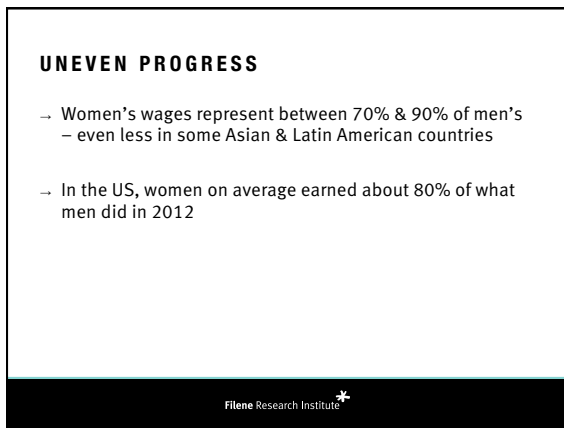 UNEVEN PROGRESS
→ Women’s wages represent between 70% & 90% of men’s
– even less in some Asian & Latin American countries
→ In the US, women on average earned about 80% of what
men did in 2012
Filene Research Institute